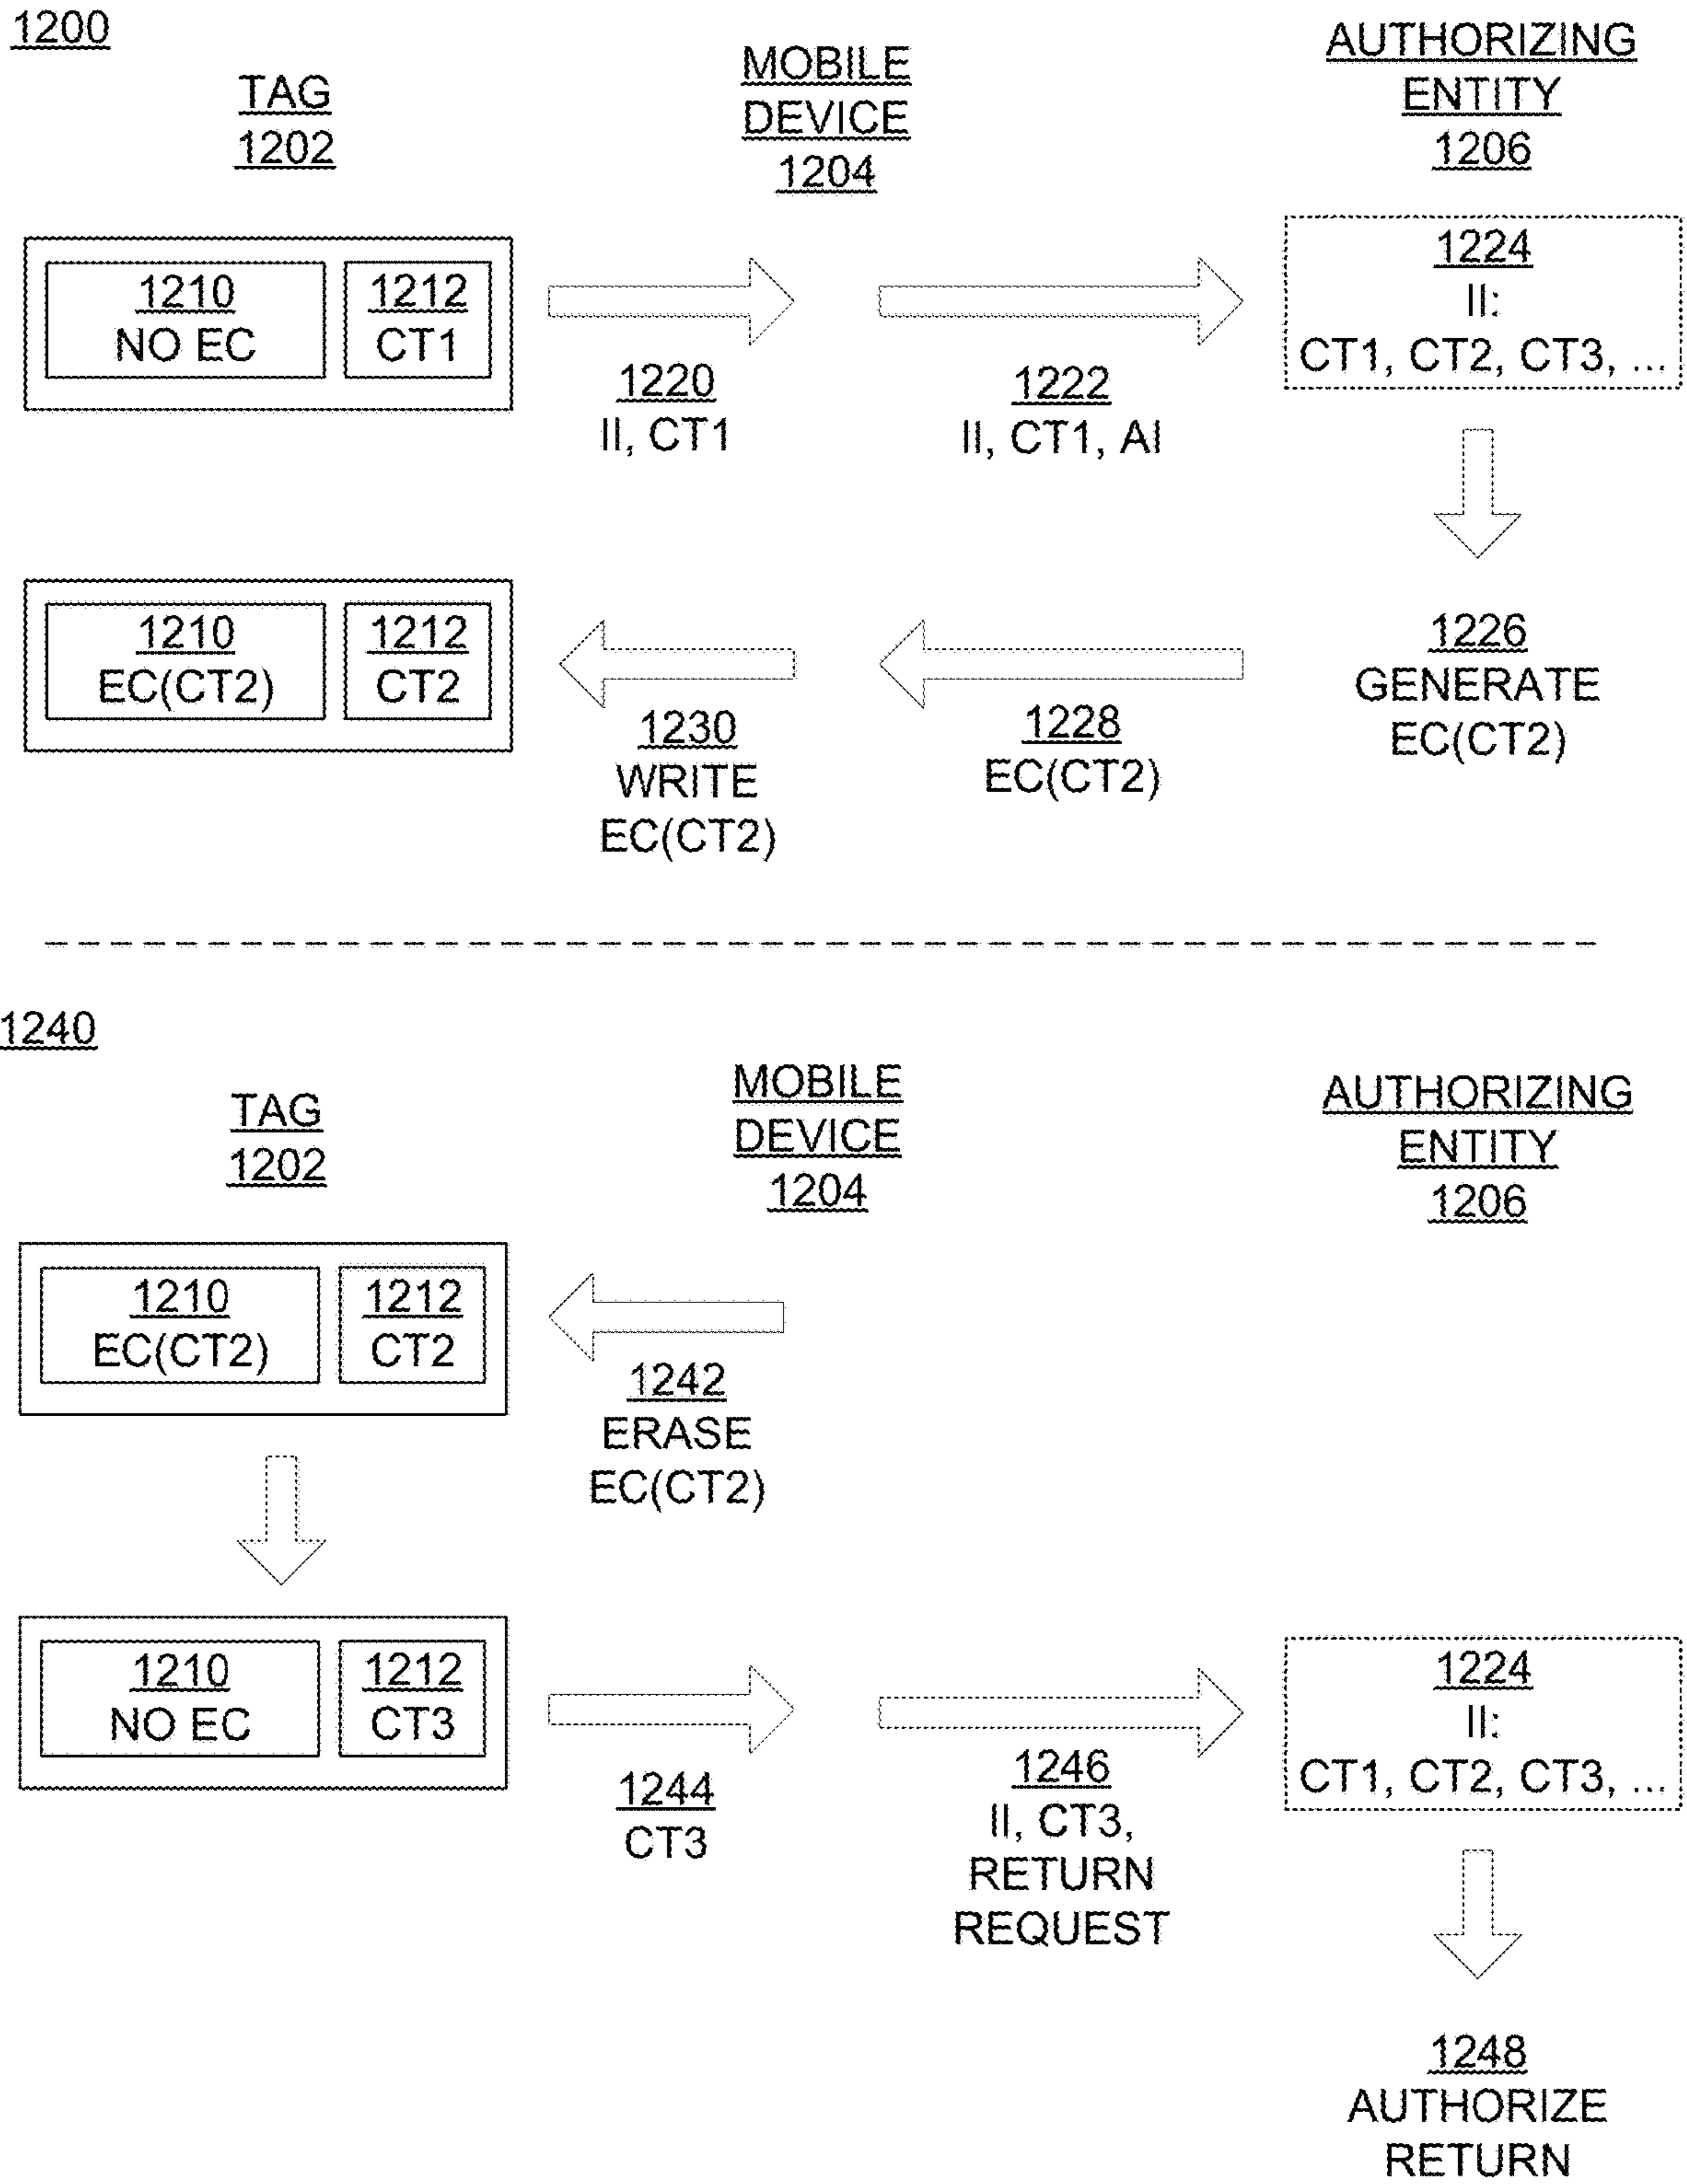 1200
TAG
1202
MOBILE
DEVICE
1204
AUTHORIZING
ENTITY
1206
1210
NO EC
1212
CT1
1220
II, CT1
1222
II, CT1, AI
1224
II:
CT1, CT2, CT3, ...
1210
EC(CT2)
1212
CT2
1230
WRITE
EC(CT2)
1228
EC(CT2)
1226
GENERATE
EC(CT2)
1240
TAG
1202
MOBILE
DEVICE
1204
AUTHORIZING
ENTITY
1206
1210
EC(CT2)
1212
CT2
1242
ERASE
EC(CT2)
1210
NO EC
1212
CT3
1244
CT3
1246
II, CT3,
RETURN
REQUEST
1224
II:
CT1, CT2, CT3, ...
1248
AUTHORIZE
RETURN